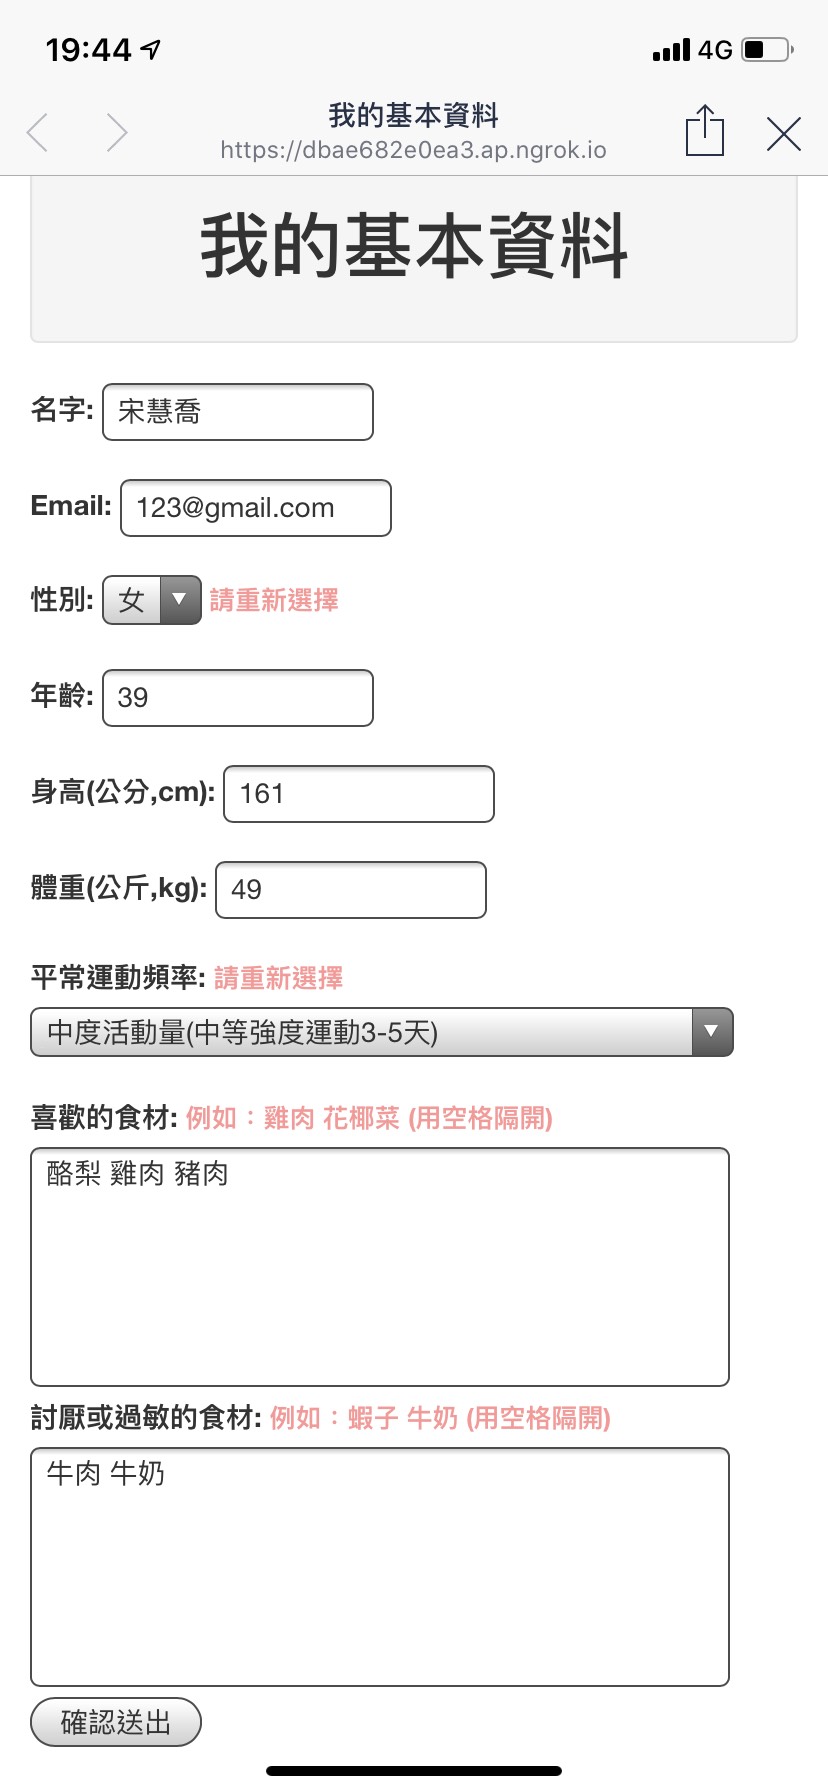 19:44
4G
我的基本資料
https://dbae682e0ea3.ap.ngrok.io
我的基本資料
名字: 宋慧喬
Email: 123@gmail.com
性別: 女 請重新選擇
年齡: 39
身高(公分,cm): 161
體重(公斤,kg): 49
平常運動頻率: 請重新選擇
中度活動量(中等強度運動3-5天)
喜歡的食材: 例如：雞肉 花椰菜 (用空格隔開)
酪梨 雞肉 豬肉
討厭或過敏的食材: 例如：蝦子 牛奶 (用空格隔開)
牛肉 牛奶
確認送出